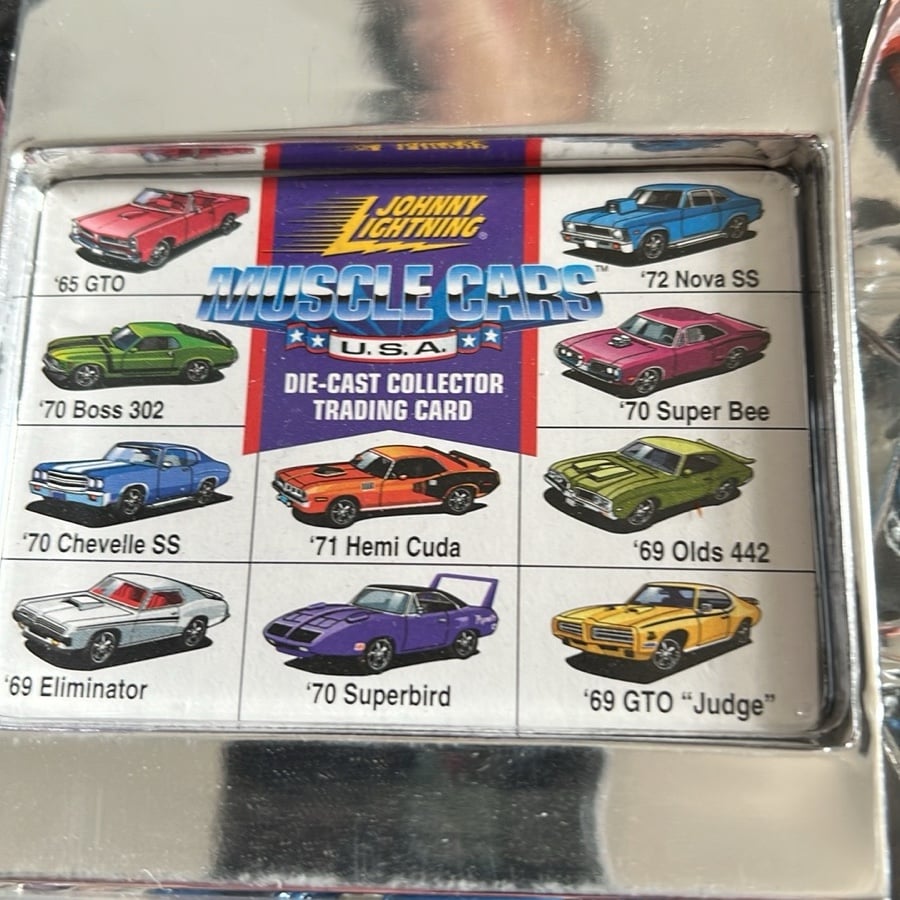 JOHNNY
LIGHTNING®
MUSCLE CARS™
U.S.A.
DIE-CAST COLLECTOR
TRADING CARD
'65 GTO
'72 Nova SS
'70 Boss 302
'70 Super Bee
'70 Chevelle SS
'71 Hemi Cuda
'69 Olds 442
'69 Eliminator
'70 Superbird
'69 GTO “Judge”